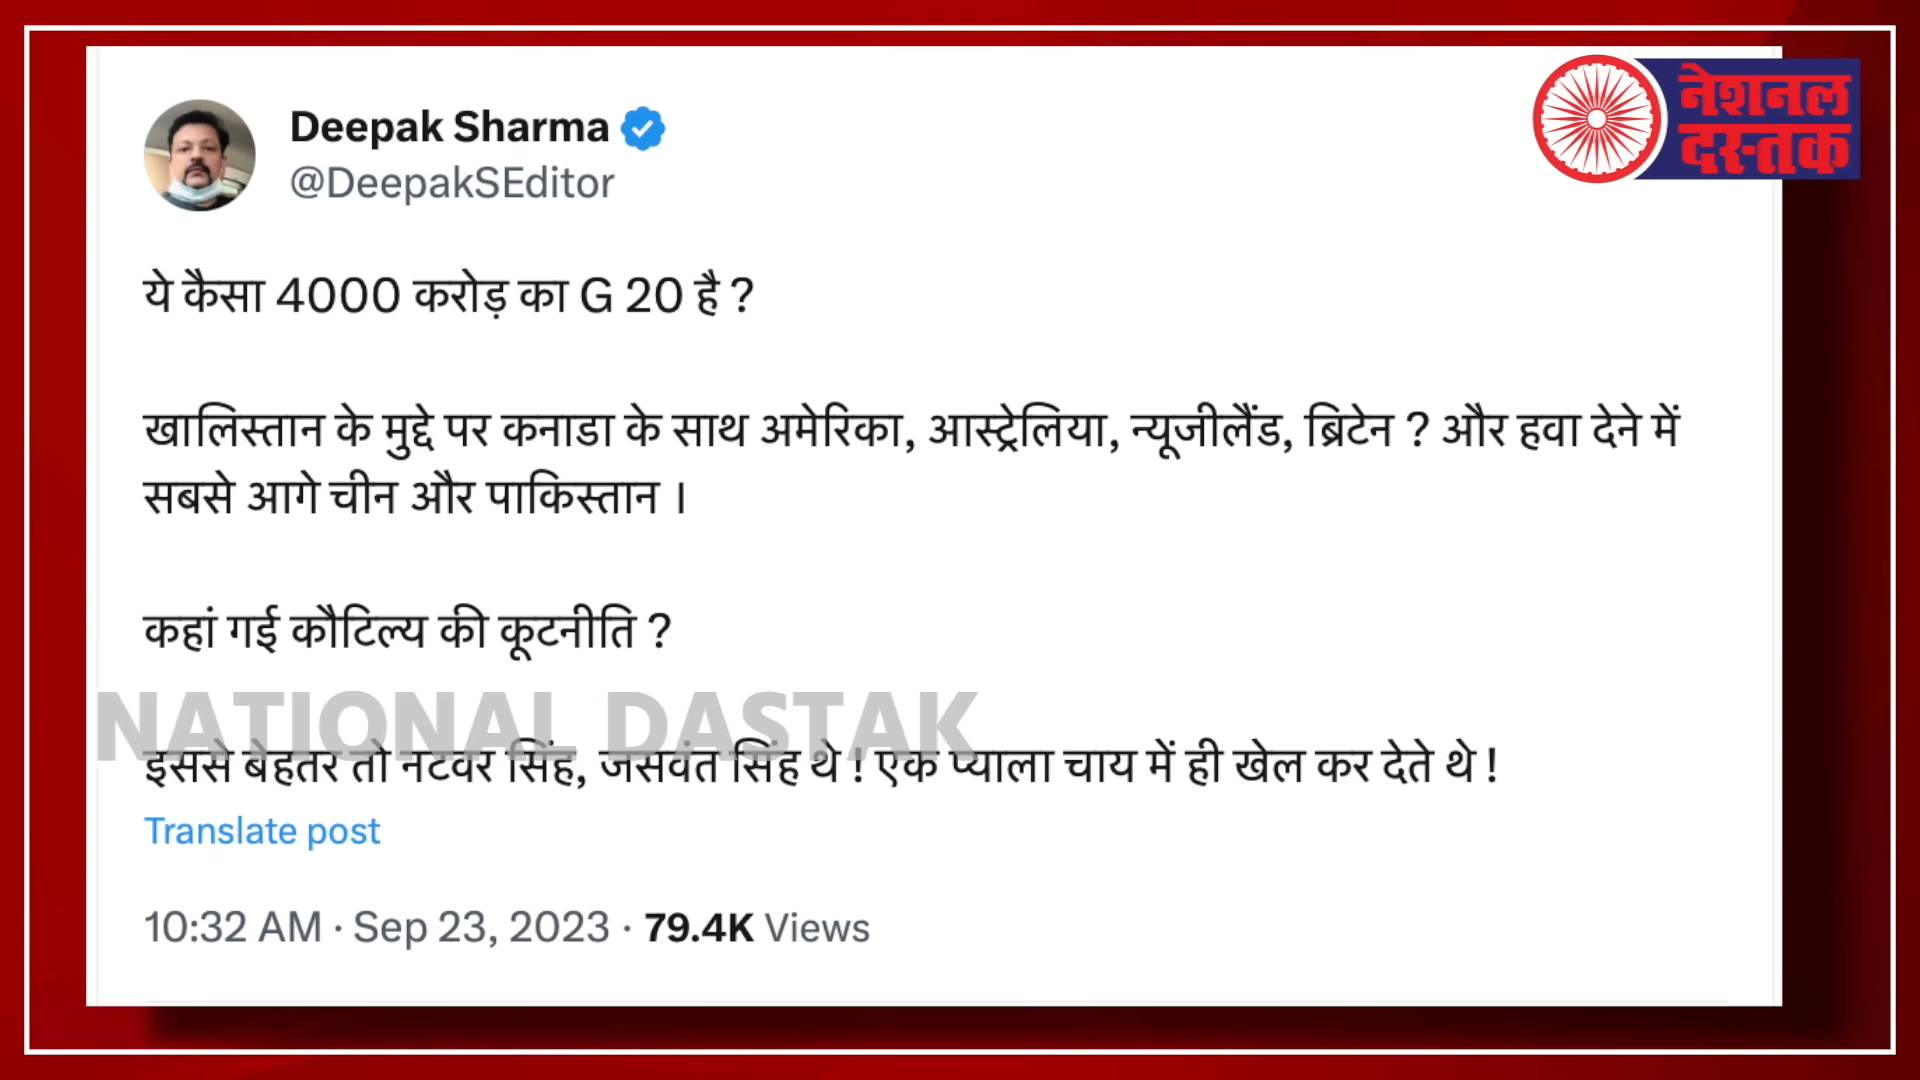 Deepak Sharma
@DeepakSEditor
नेशनल
दस्तक
ये कैसा 4000 करोड़ का G 20 है ?
खालिस्तान के मुद्दे पर कनाडा के साथ अमेरिका, आस्ट्रेलिया, न्यूजीलैंड, ब्रिटेन ? और हवा देने में
सबसे आगे चीन और पाकिस्तान ।
कहां गई कौटिल्य की कूटनीति ?
NATIONAL DASTAK
इससे बेहतर तो नटवर सिंह, जसवंत सिंह थे ! एक प्याला चाय में ही खेल कर देते थे !
Translate post
10:32 AM · Sep 23, 2023 · 79.4K Views